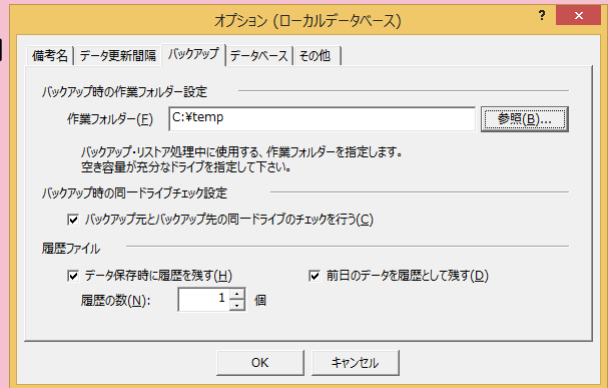 オプション (ローカルデータベース)
? ×
備考名 データ更新間隔 バックアップ データベース その他
バックアップ時の作業フォルダー設定
作業フォルダー(F) C:¥temp 参照(B)...
バックアップ・リストア処理中に使用する、作業フォルダーを指定します。
空き容量が充分なドライブを指定して下さい。
バックアップ時の同一ドライブチェック設定
バックアップ元とバックアップ先の同一ドライブのチェックを行う(C)
履歴ファイル
データ保存時に履歴を残す(H) 前日のデータを履歴として残す(D)
履歴の数(N): 1 個
OK キャンセル